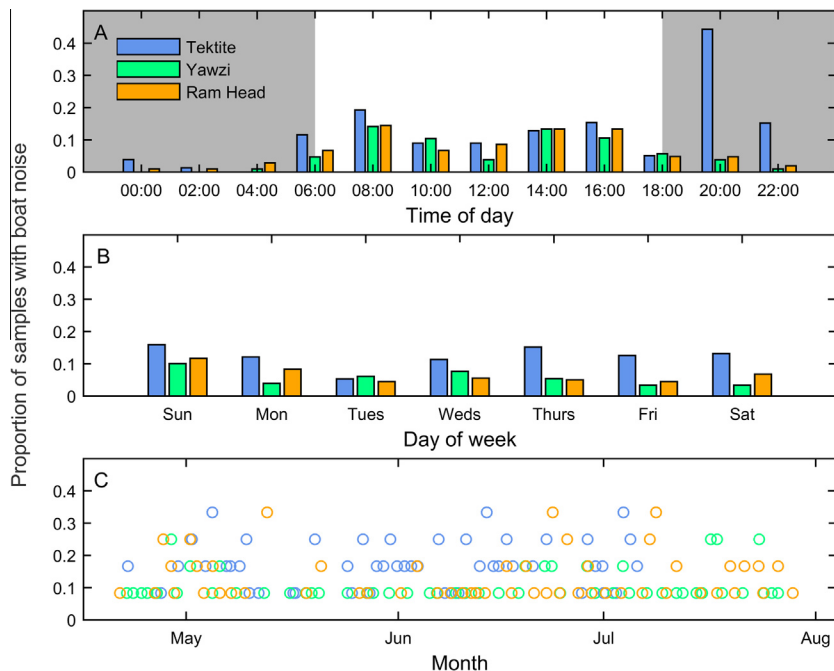 Proportion of samples with boat noise
A
Tektite
Yawzi
Ram Head
0.4
0.3
0.2
0.1
0
00:00 02:00 04:00 06:00 08:00 10:00 12:00 14:00 16:00 18:00 20:00 22:00
Time of day
B
0.4
0.3
0.2
0.1
0
Sun Mon Tues Weds Thurs Fri Sat
Day of week
C
0.4
0.3
0.2
0.1
0
May Jun Jul Aug
Month